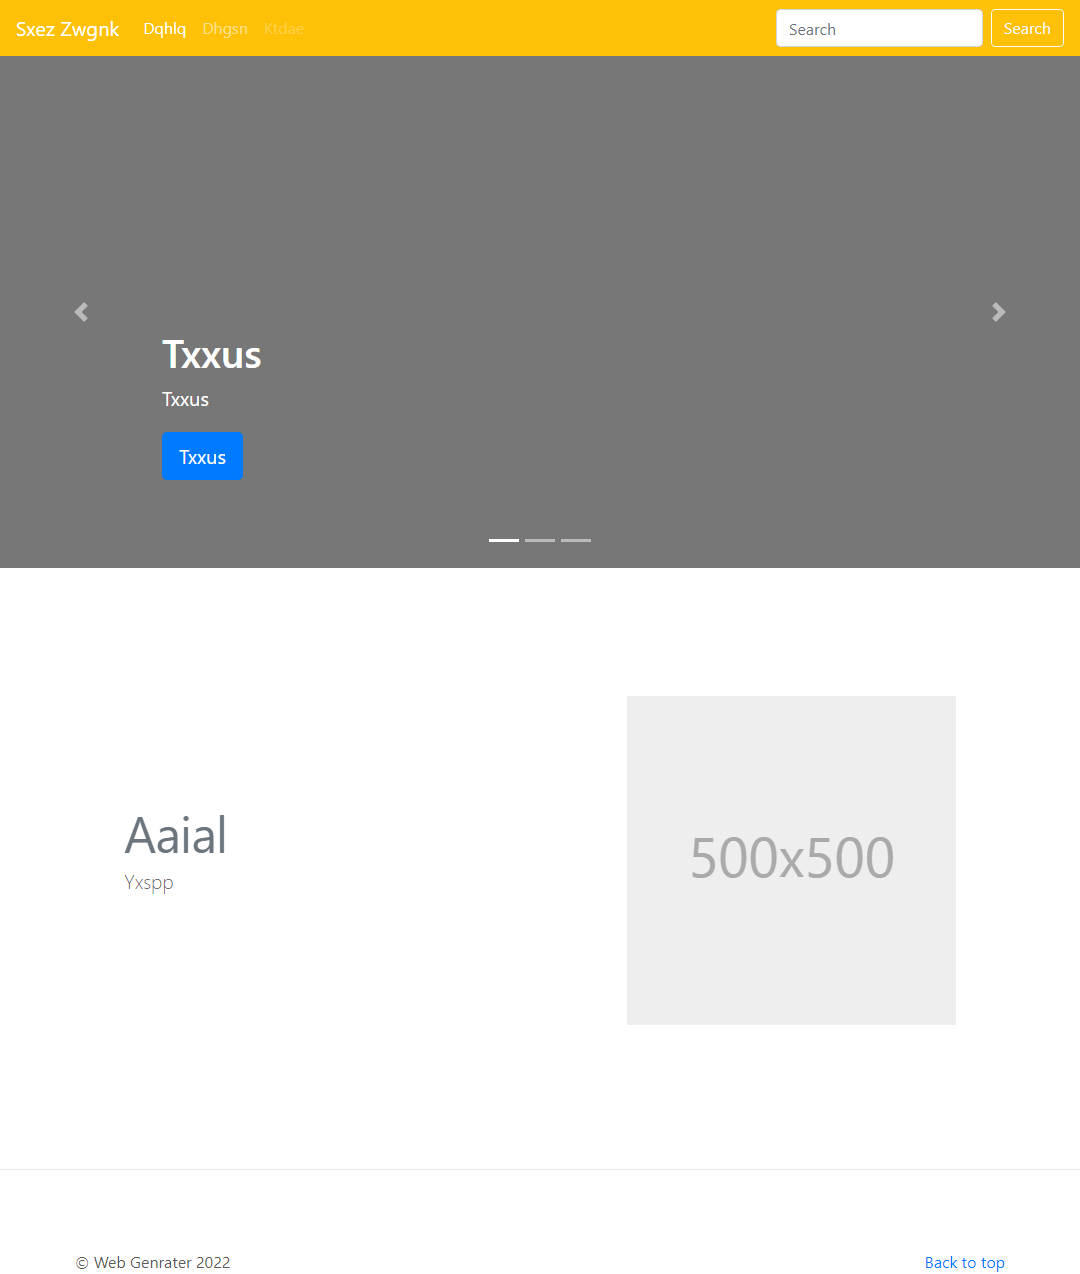 Sxez Zwgnk Dqhlq Dhgsn Ktdae Search Search
Txxus
Txxus
Txxus
Aaial
Yxspp
500x500
© Web Genrater 2022 Back to top